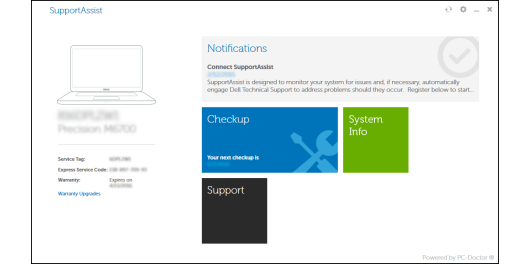 SupportAssist
Notifications
Connect SupportAssist
SupportAssist is designed to monitor your system for issues and, if necessary, automatically
engage Dell Technical Support to address problems should they occur. Register below to start...
Precision M6700
Checkup
Your next checkup is
System
Info
Service Tag:
Express Service Code:
Warranty: Expires on
Warranty Upgrades
Support
Powered by PC-Doctor ®